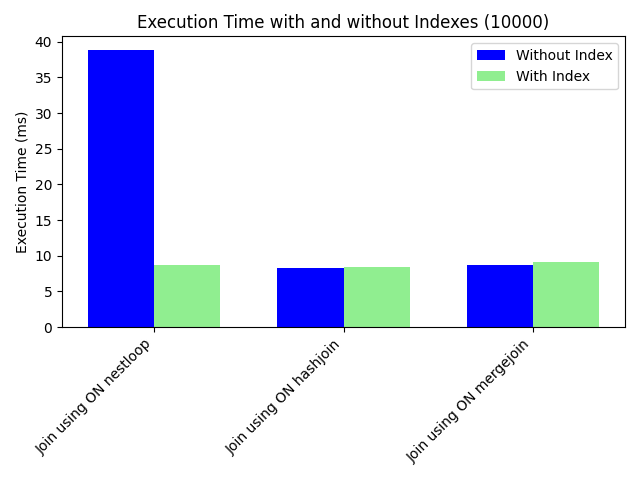 Execution Time with and without Indexes (10000)
Execution Time (ms)
40
35
30
25
20
15
10
5
0
Without Index
With Index
Join using ON nestloop
Join using ON hashjoin
Join using ON mergejoin